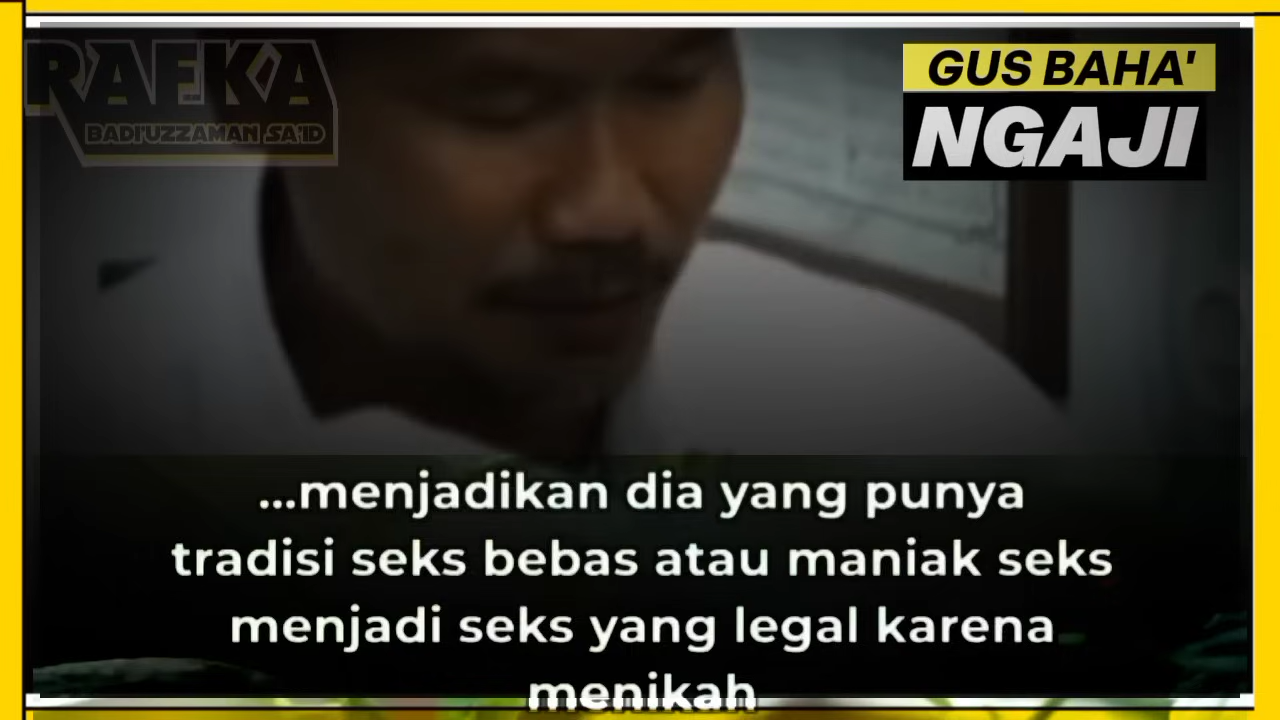 RAEKA
BADI'UZZAMAN SA'ID
GUS BAHA'
NGAJI
...menjadikan dia yang punya
tradisi seks bebas atau maniak seks
menjadi seks yang legal karena
menikah